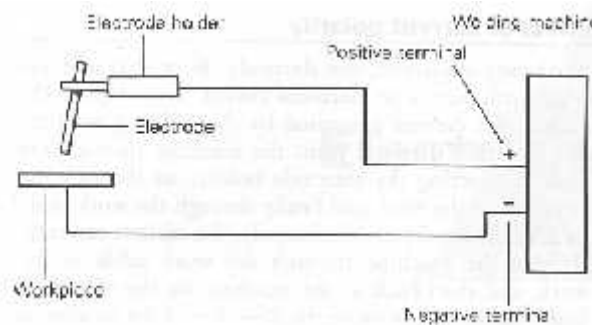 Electrode holder
Welding machine
Positive terminal
Electrode
+
-
Workpiece
Negative terminal